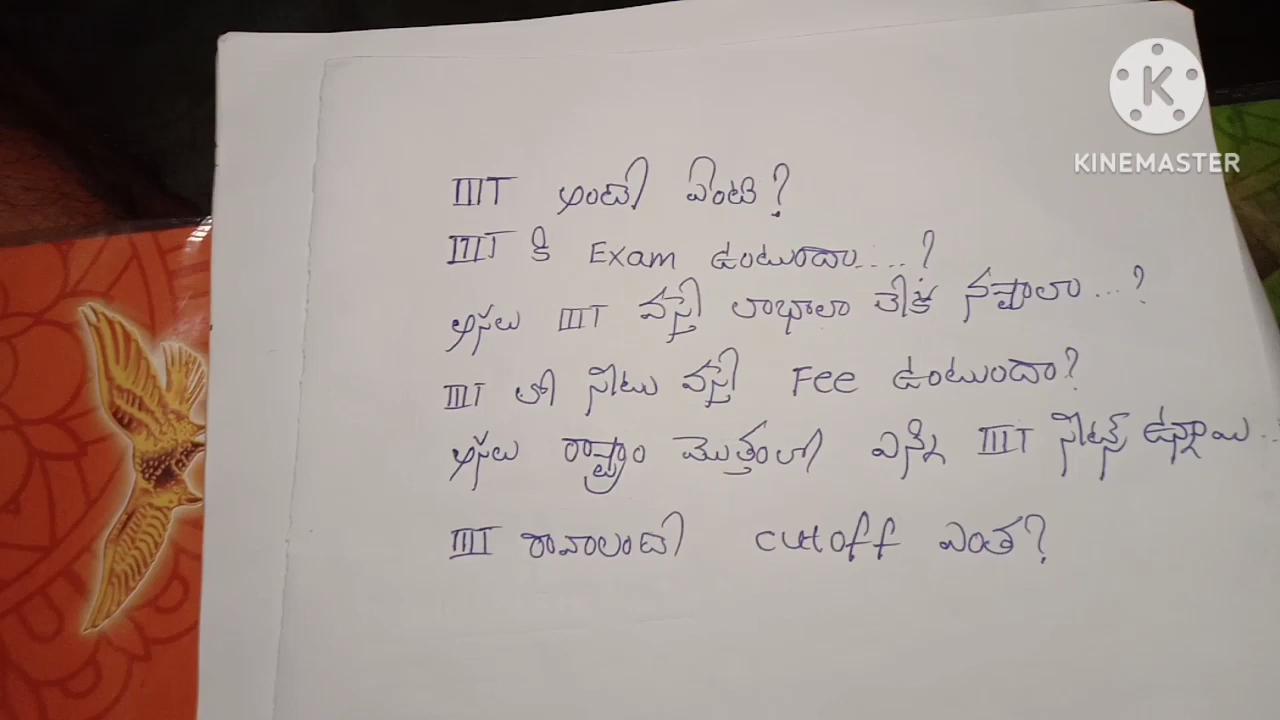 IIIT అంటే ఏంటి?
IIIT కి Exam ఉంటుందా....?
అసలు IIIT వస్తే లాభాలా లేక నష్టాలా...?
IIIT లో సీటు వస్తే Fee ఉంటుందా?
అసలు రాష్ట్రం మొత్తంలో ఎన్ని IIIT సీట్స్ ఉన్నాయి..
IIIT రావాలంటే cutoff ఎంత?
KINEMASTER